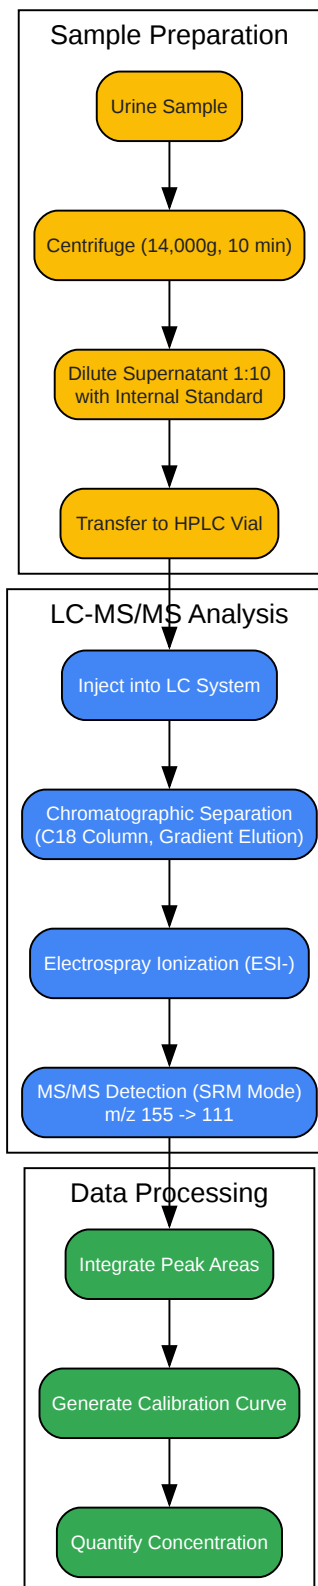 Sample Preparation
Urine Sample
Centrifuge (14,000g, 10 min)
Dilute Supernatant 1:10
with Internal Standard
Transfer to HPLC Vial
LC-MS/MS Analysis
Inject into LC System
Chromatographic Separation
(C18 Column, Gradient Elution)
Electrospray Ionization (ESI-)
MS/MS Detection (SRM Mode)
m/z 155 -> 111
Data Processing
Integrate Peak Areas
Generate Calibration Curve
Quantify Concentration